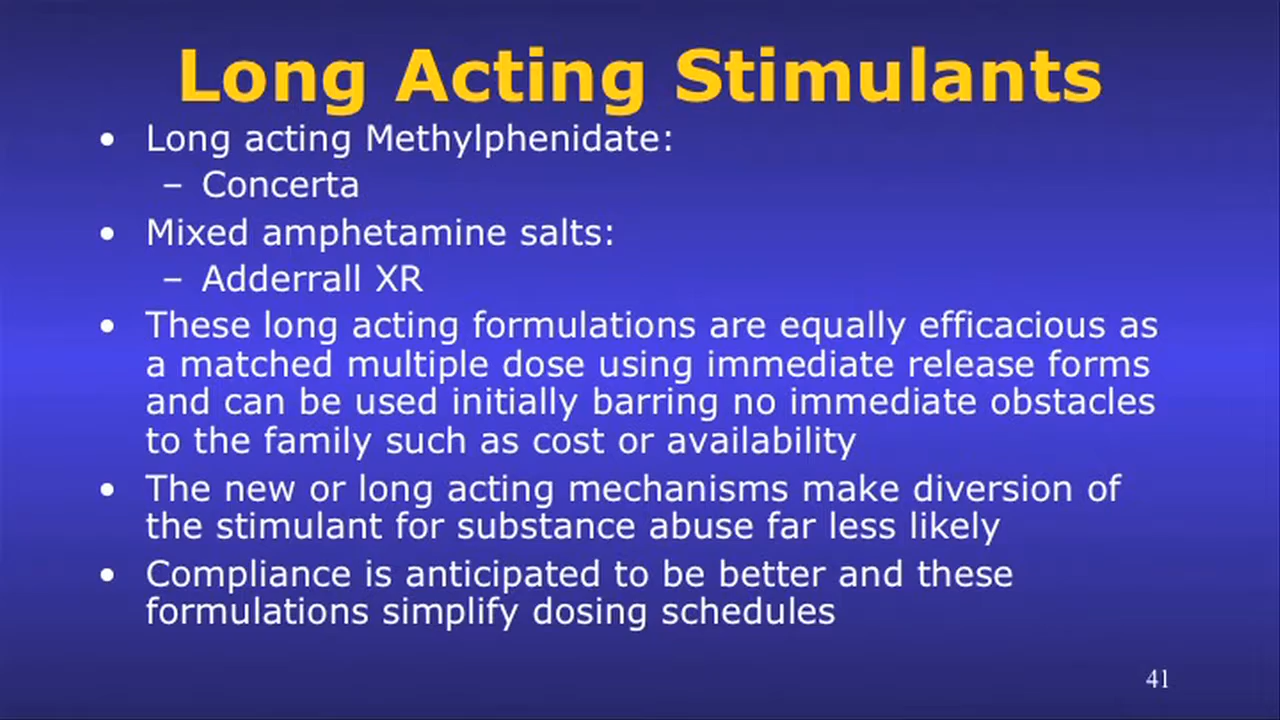 Long Acting Stimulants
• Long acting Methylphenidate:
– Concerta
• Mixed amphetamine salts:
– Adderrall XR
• These long acting formulations are equally efficacious as
a matched multiple dose using immediate release forms
and can be used initially barring no immediate obstacles
to the family such as cost or availability
• The new or long acting mechanisms make diversion of
the stimulant for substance abuse far less likely
• Compliance is anticipated to be better and these
formulations simplify dosing schedules
41